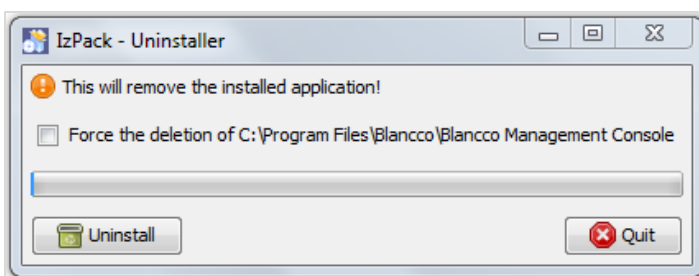 IzPack - Uninstaller
This will remove the installed application!
Force the deletion of C:\Program Files\Blancco\Blancco Management Console
Uninstall Quit